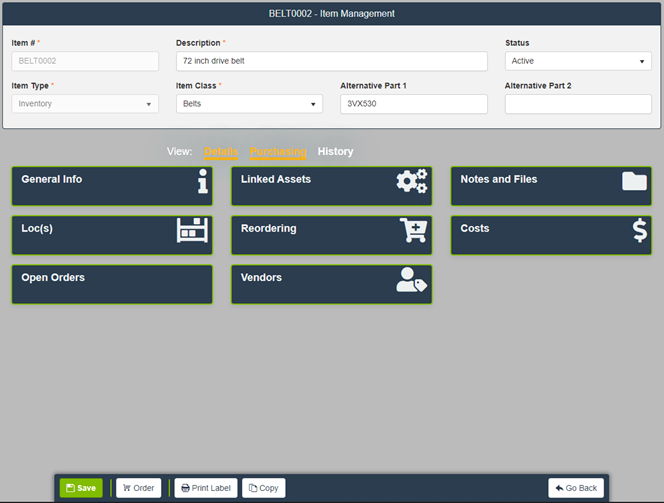 BELT0002 - Item Management
Item # *
Description *
Status
BELT0002
72 inch drive belt
Active
Item Type *
Item Class *
Alternative Part 1
Alternative Part 2
Inventory
Belts
3VX530
View: Details Purchasing History
General Info
Linked Assets
Notes and Files
Loc(s)
Reordering
Costs
Open Orders
Vendors
Save
Order
Print Label
Copy
Go Back